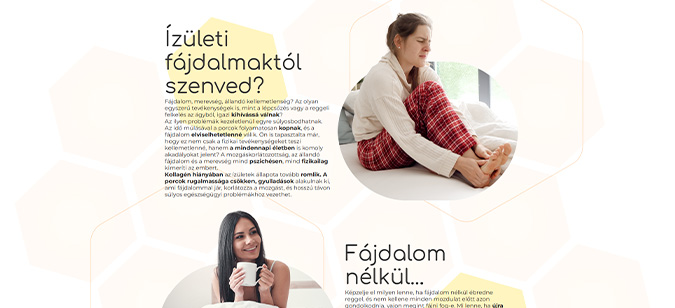 Ízületi
fájdalmaktól
szenved?
Fájdalom, merevség, állandó kellemetlenség? Az olyan
egyszerű tevékenységek is, mint a lépcsőzés vagy a reggeli
felkelés az ágyból, igazi kihívássá válnak?
Az ilyen problémák kezeletlenül egyre súlyosbodhatnak.
Az idő múlásával a porcok folyamatosan kopnak, és a
fájdalom elviselhetetlenné válik. Ön is tapasztalta már,
hogy ez nem csak a fizikai tevékenységeket teszi
kellemetlenné, hanem a mindennapi életben is komoly
akadályokat jelent? A mozgáskorlátozottság, az állandó
fájdalom és a merevség mind pszichésen, mind fizikailag
kimeríti az embert.
Kollagén hiányában az ízületek állapota tovább romlik. A
porcok rugalmassága csökken, gyulladások alakulnak ki,
ami fájdalommal jár, korlátozza a mozgást, és hosszú távon
súlyos egészségügyi problémákhoz vezethet.
Fájdalom
nélkül...
Képzelje el milyen lenne, ha fájdalom nélkül ébredne
reggel, és nem kellene minden mozdulat előtt azon
gondolkodnia, vajon megint fájni fog-e. Mi lenne, ha újra